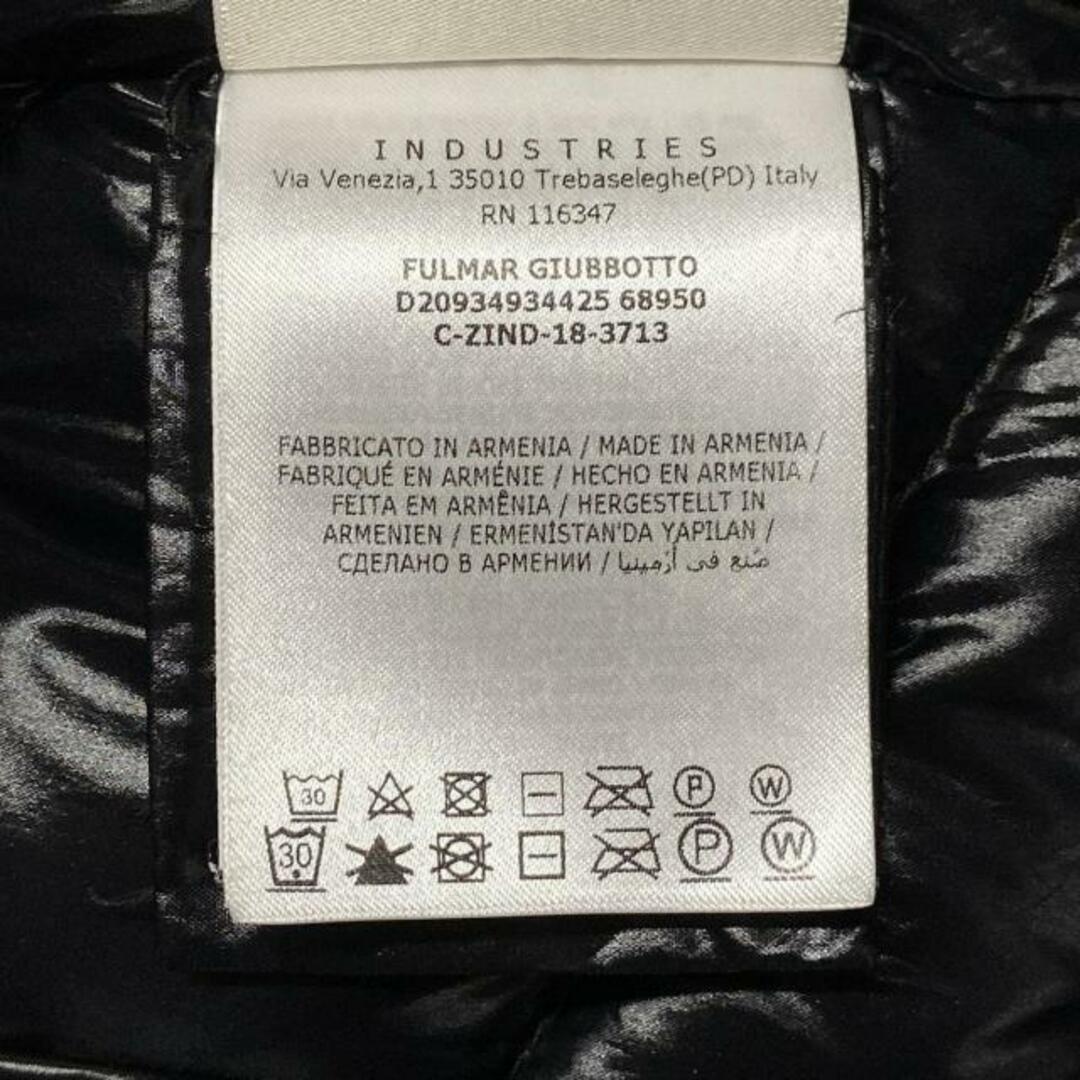 INDUSTRIES
Via Venezia,1 35010 Trebaseleghe(PD) Italy
RN 116347
FULMAR GIUBBOTTO
D20934934425 68950
C-ZIND-18-3713
FABBRICATO IN ARMENIA / MADE IN ARMENIA /
FABRIQUÉ EN ARMÉNIE / HECHO EN ARMENIA /
FEITA EM ARMÊNIA / HERGESTELLT IN
ARMENIEN / ERMENİSTAN'DA YAPILAN /
СДЕЛАНО В АРМЕНИИ / صُنع في أرمينيا
30 P W
30 P W